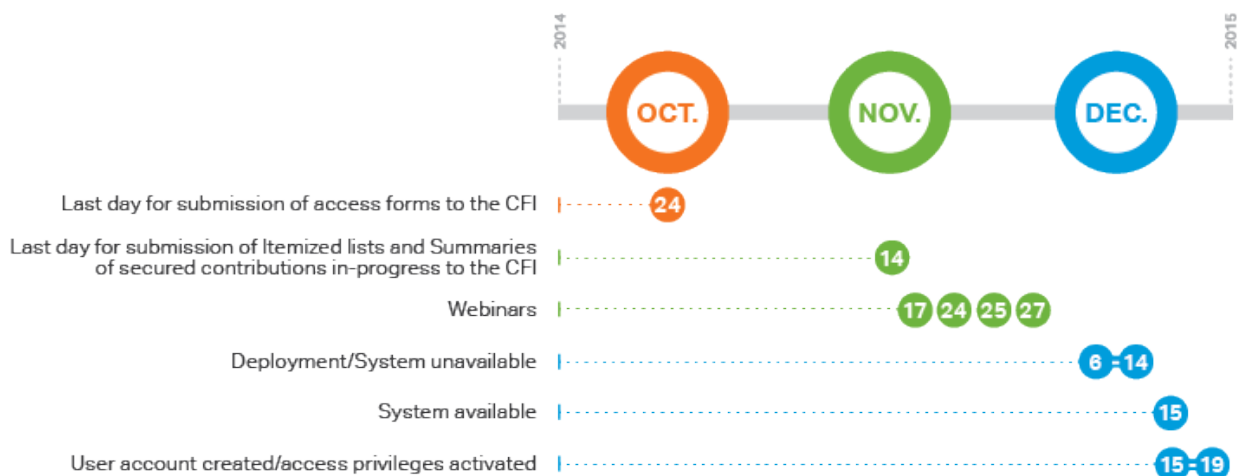 2014
2015
OCT.
NOV.
DEC.
Last day for submission of access forms to the CFI
24
Last day for submission of Itemized lists and Summaries
of secured contributions in-progress to the CFI
14
Webinars
17 24 25 27
Deployment/System unavailable
6-14
System available
15
User account created/access privileges activated
15-19